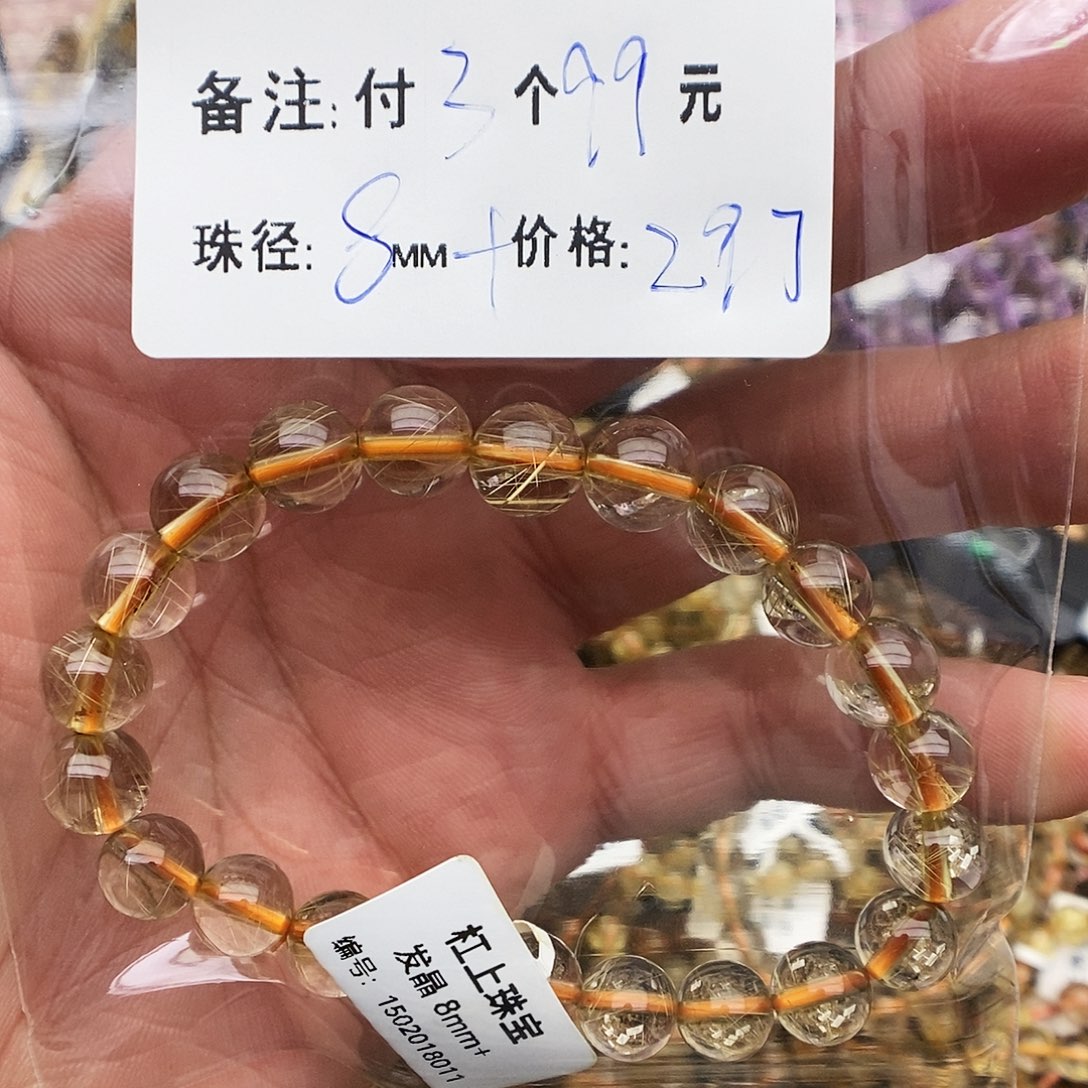 备注:付3个99元
珠径:8MM+价格:297
杠上珠宝
发晶 8mm+
编号：1502018011